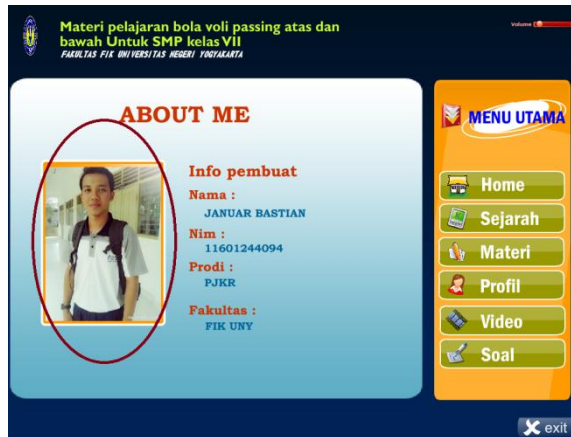 Materi pelajaran bola voli passing atas dan
bawah Untuk SMP kelas VII
FAKULTAS FIK UNIVERSITAS NEGERI YOGYAKARTA
Volume
ABOUT ME
Info pembuat
Nama :
JANUAR BASTIAN
Nim :
11601244094
Prodi :
PJKR
Fakultas :
FIK UNY
MENU UTAMA
Home
Sejarah
Materi
Profil
Video
Soal
exit